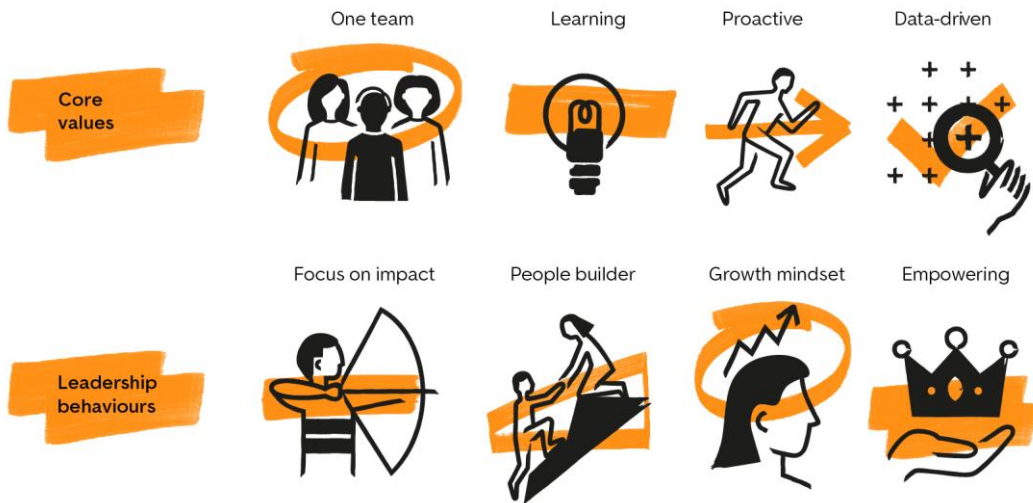 One team
Learning
Proactive
Data-driven
Core
values
Focus on impact
People builder
Growth mindset
Empowering
Leadership
behaviours